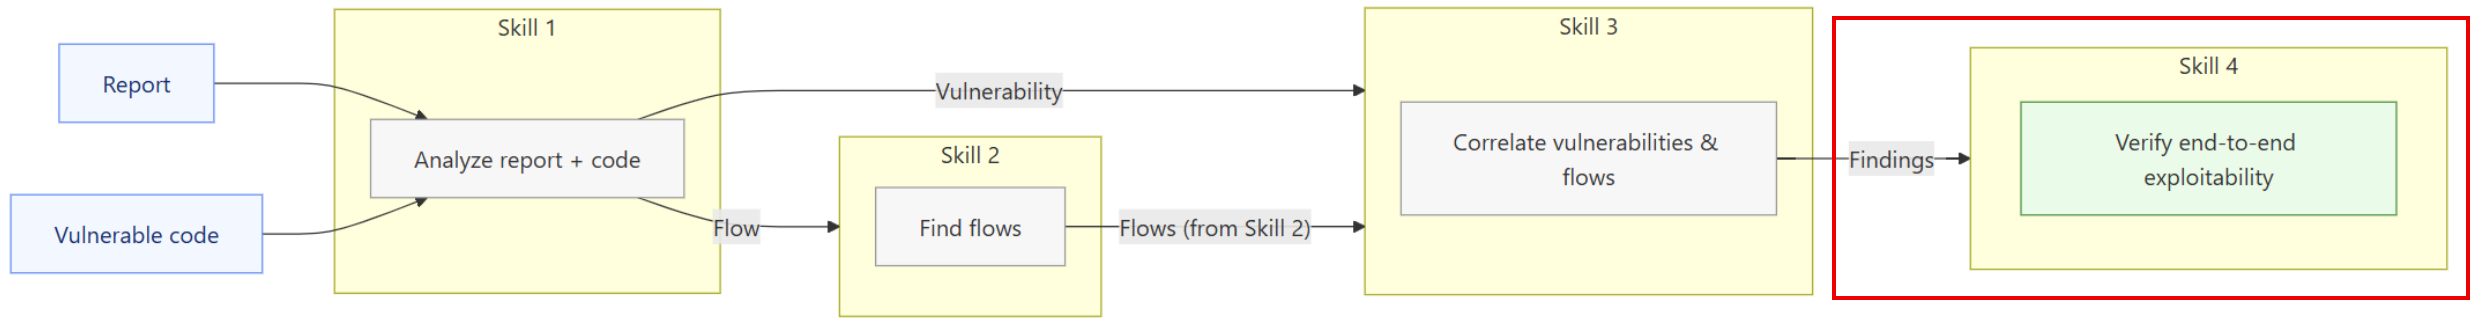 Report
Vulnerable code
Skill 1
Analyze report + code
Vulnerability
Flow
Skill 2
Find flows
Flows (from Skill 2)
Skill 3
Correlate vulnerabilities &
flows
Findings
Skill 4
Verify end-to-end
exploitability